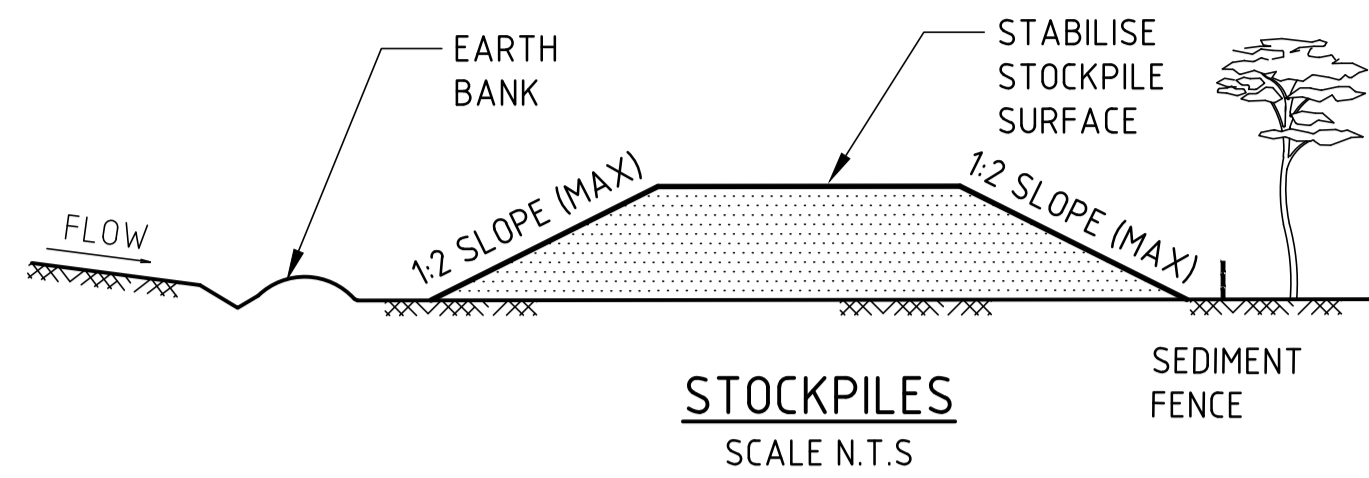 EARTH
BANK
STABILISE
STOCKPILE
SURFACE
FLOW
1:2 SLOPE (MAX)
1:2 SLOPE (MAX)
SEDIMENT
FENCE
STOCKPILES
SCALE N.T.S